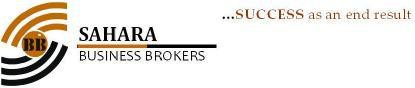 ...SUCCESS as an end result
BB
SAHARA
BUSINESS BROKERS